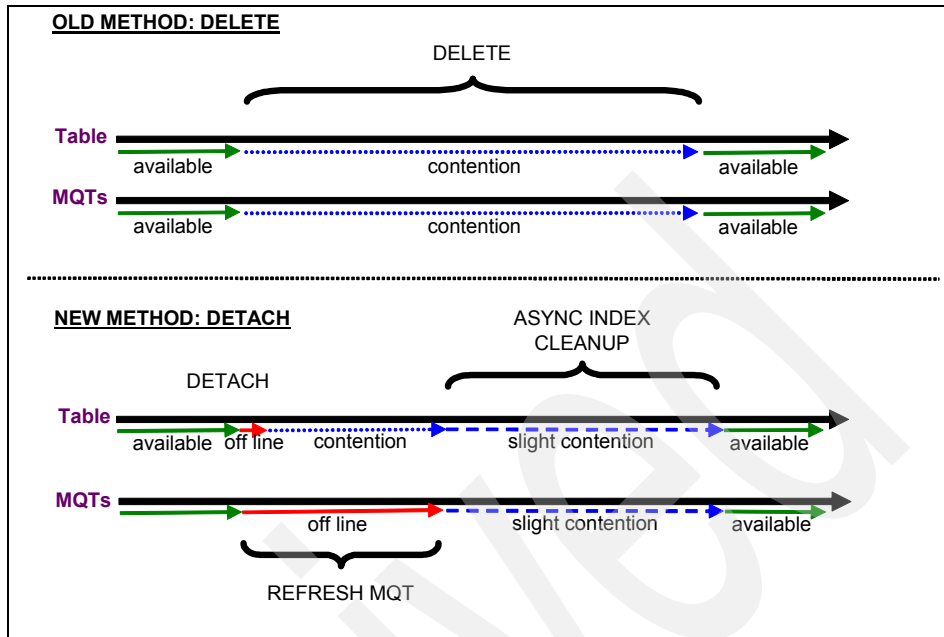 OLD METHOD: DELETE
DELETE
Table
available contention available
MQTs
available contention available
NEW METHOD: DETACH
ASYNC INDEX
CLEANUP
DETACH
Table
available off line contention slight contention available
MQTs
off line slight contention available
REFRESH MQT
ived